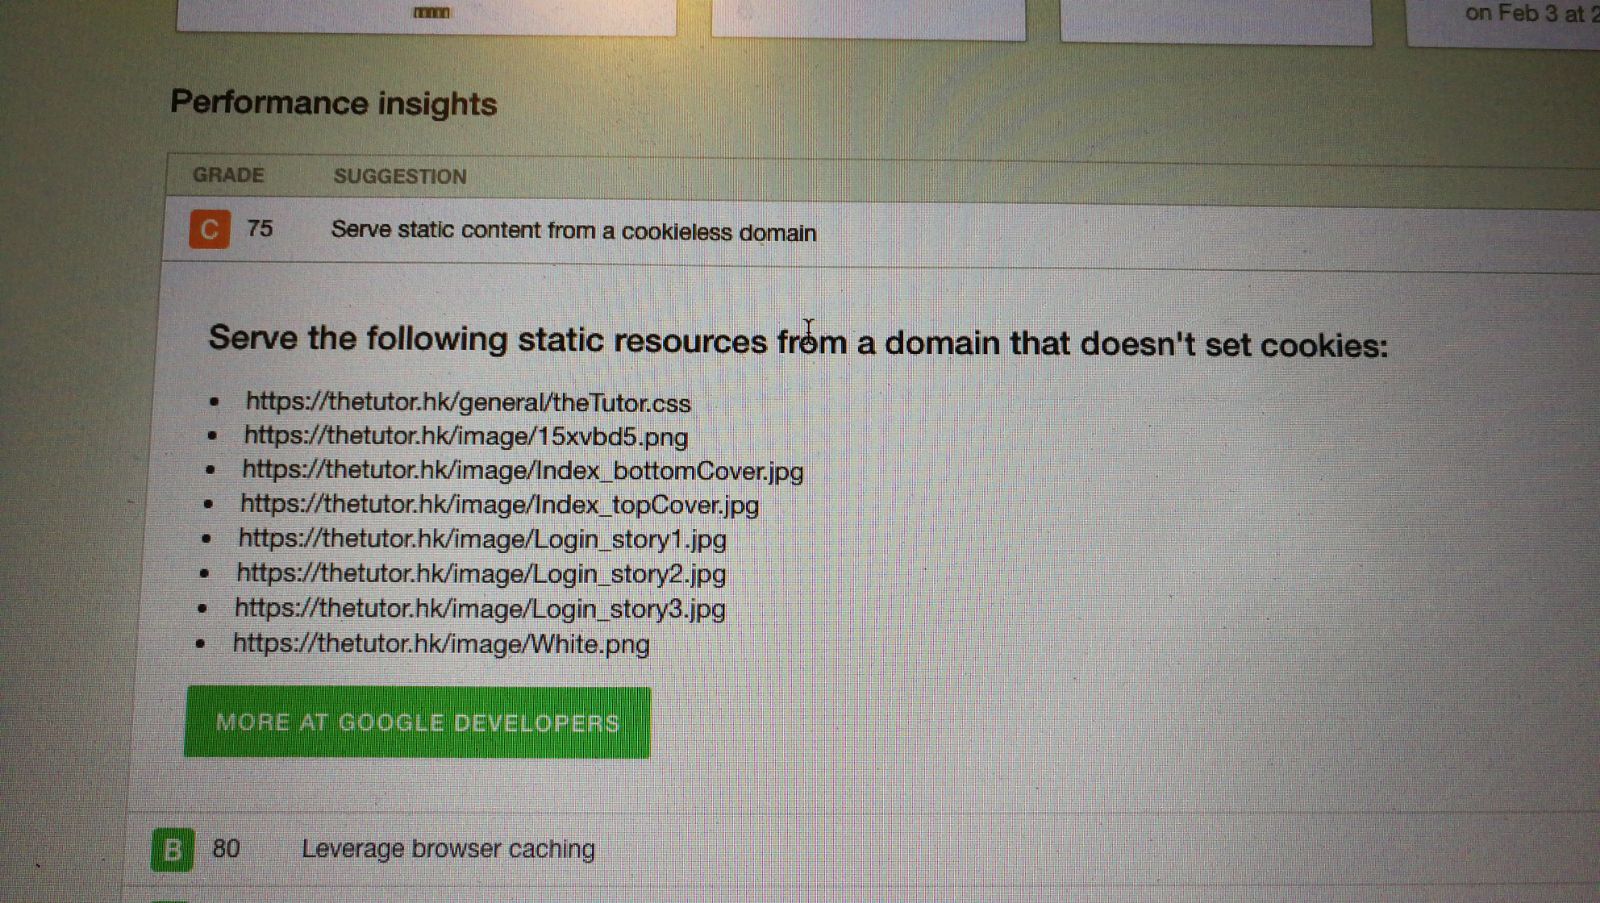 on Feb 3 at
Performance insights
GRADE SUGGESTION
C 75 Serve static content from a cookieless domain
Serve the following static resources from a domain that doesn't set cookies:
• https://thetutor.hk/general/theTutor.css
• https://thetutor.hk/image/15xvbd5.png
• https://thetutor.hk/image/Index_bottomCover.jpg
• https://thetutor.hk/image/Index_topCover.jpg
• https://thetutor.hk/image/Login_story1.jpg
• https://thetutor.hk/image/Login_story2.jpg
• https://thetutor.hk/image/Login_story3.jpg
• https://thetutor.hk/image/White.png
MORE AT GOOGLE DEVELOPERS
B 80 Leverage browser caching